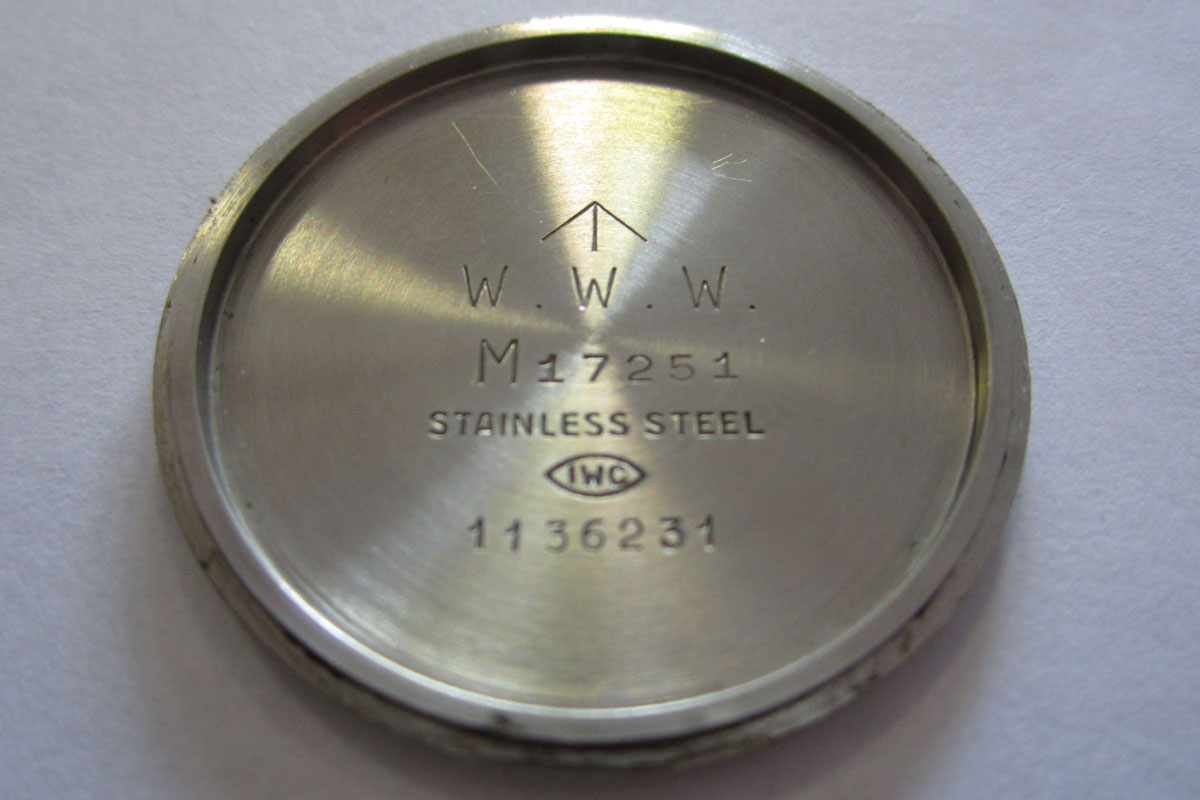 W.W.W.
M17251
STAINLESS STEEL
IWC
1136231